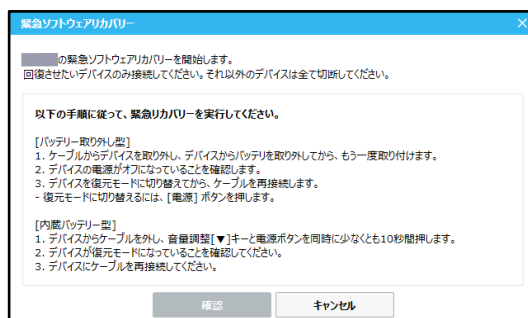 緊急ソフトウェアリカバリー
の緊急ソフトウェアリカバリーを開始します。
回復させたいデバイスのみ接続してください。それ以外のデバイスは全て切断してください。
以下の手順に従って、緊急リカバリーを実行してください。
[バッテリー取り外し型]
1. ケーブルからデバイスを取り外し、デバイスからバッテリを取り外してから、もう一度取り付けます。
2. デバイスの電源がオフになっていることを確認します。
3. デバイスを復元モードに切り替えてから、ケーブルを再接続します。
- 復元モードに切り替えるには、[電源] ボタンを押します。
[内蔵バッテリー型]
1. デバイスからケーブルを外し、音量調整[▼]キーと電源ボタンを同時に少なくとも10秒間押します。
2. デバイスが復元モードになっていることを確認してください。
3. デバイスにケーブルを再接続してください。
確認
キャンセル